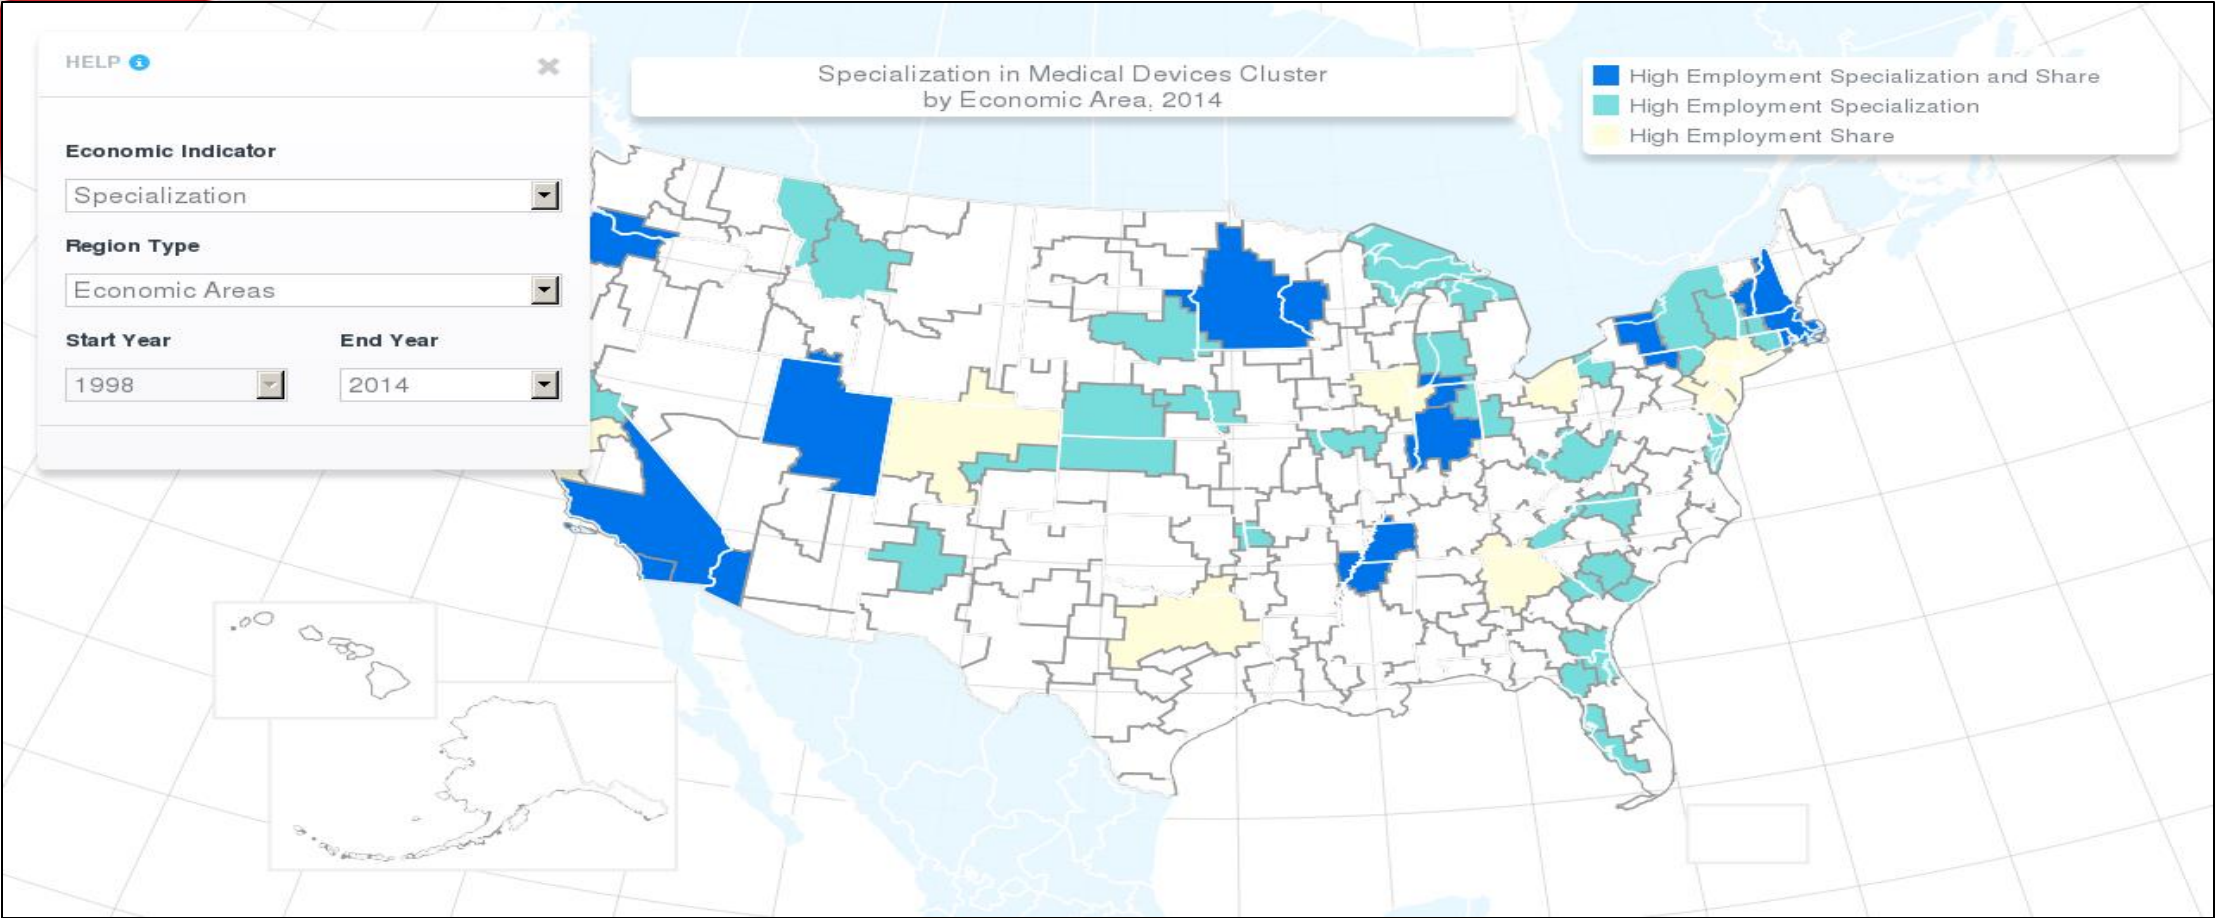 HELP
Specialization in Medical Devices Cluster
by Economic Area, 2014
High Employment Specialization and Share
High Employment Specialization
High Employment Share
Economic Indicator
Specialization
Region Type
Economic Areas
Start Year
End Year
1998
2014